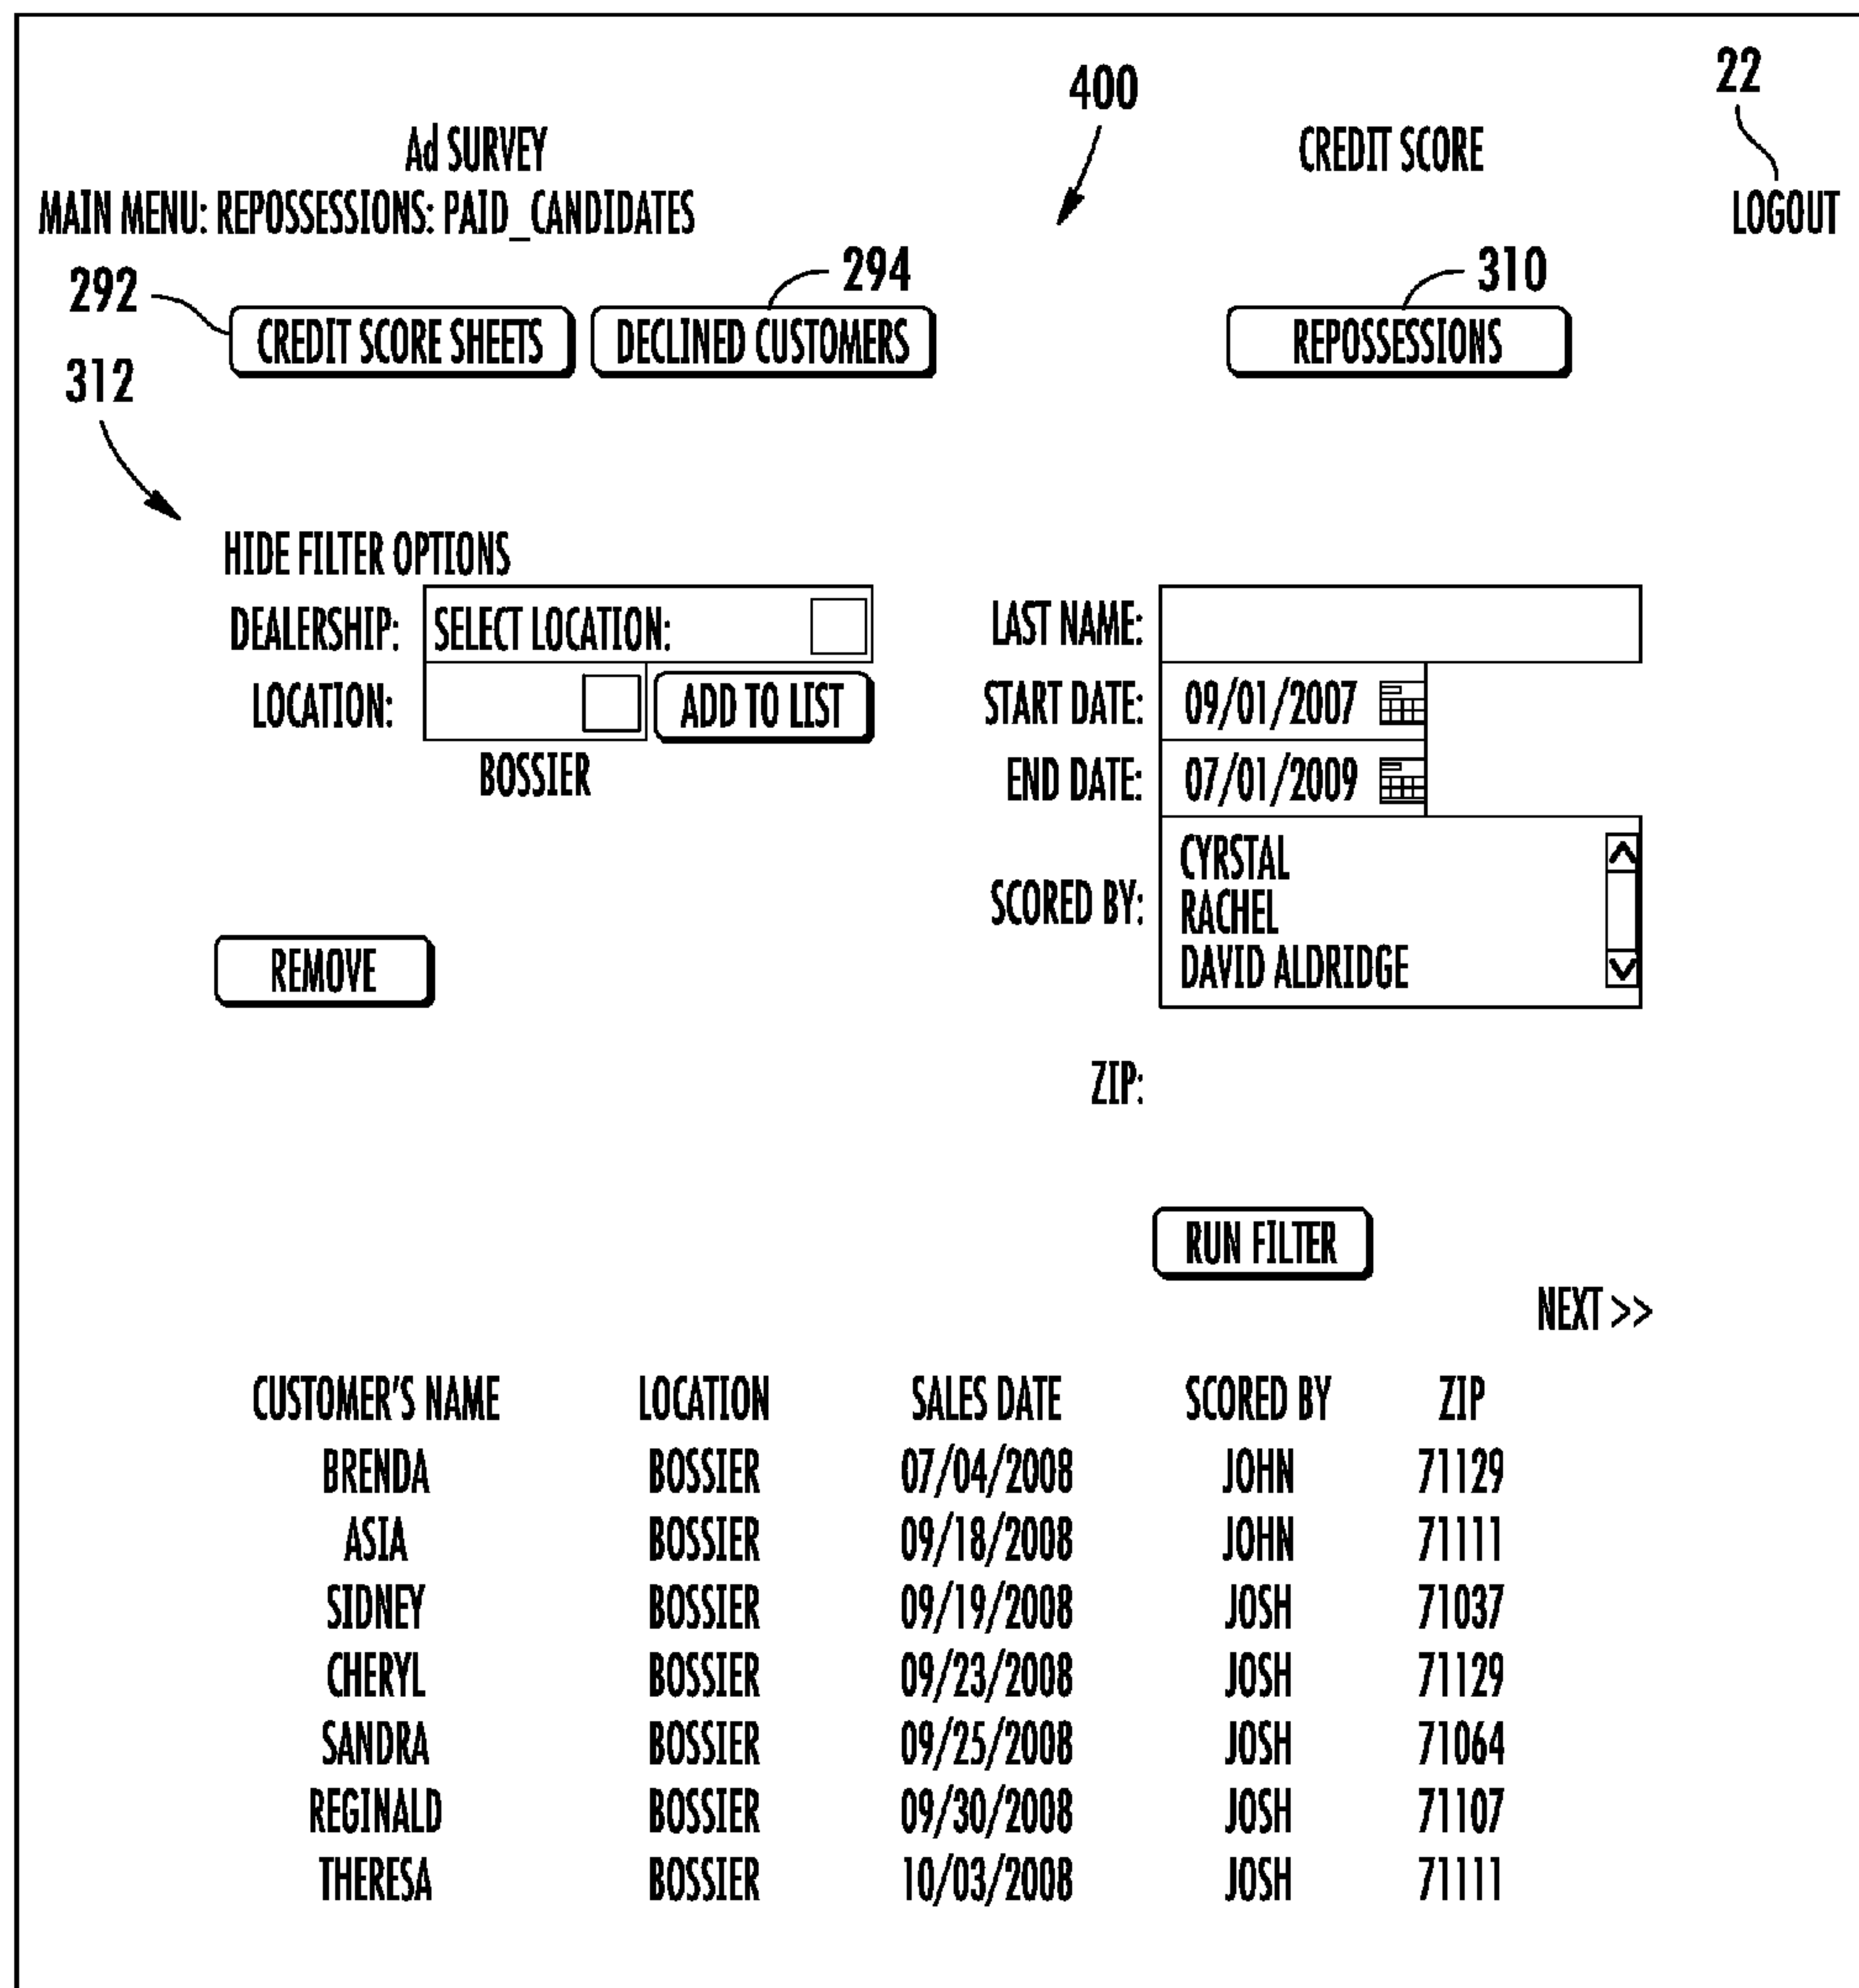 400
22
Ad SURVEY
CREDIT SCORE
MAIN MENU: REPOSSESSIONS: PAID_CANDIDATES
LOGOUT
292
294
310
CREDIT SCORE SHEETS
DECLINED CUSTOMERS
REPOSSESSIONS
312
HIDE FILTER OPTIONS
DEALERSHIP: SELECT LOCATION:
LAST NAME:
LOCATION: ADD TO LIST
START DATE: 09/01/2007
BOSSIER
END DATE: 07/01/2009
SCORED BY:
CYRSTAL
RACHEL
DAVID ALDRIDGE
REMOVE
ZIP:
RUN FILTER
NEXT >>
CUSTOMER'S NAME LOCATION SALES DATE SCORED BY ZIP
BRENDA BOSSIER 07/04/2008 JOHN 71129
ASIA BOSSIER 09/18/2008 JOHN 71111
SIDNEY BOSSIER 09/19/2008 JOSH 71037
CHERYL BOSSIER 09/23/2008 JOSH 71129
SANDRA BOSSIER 09/25/2008 JOSH 71064
REGINALD BOSSIER 09/30/2008 JOSH 71107
THERESA BOSSIER 10/03/2008 JOSH 71111